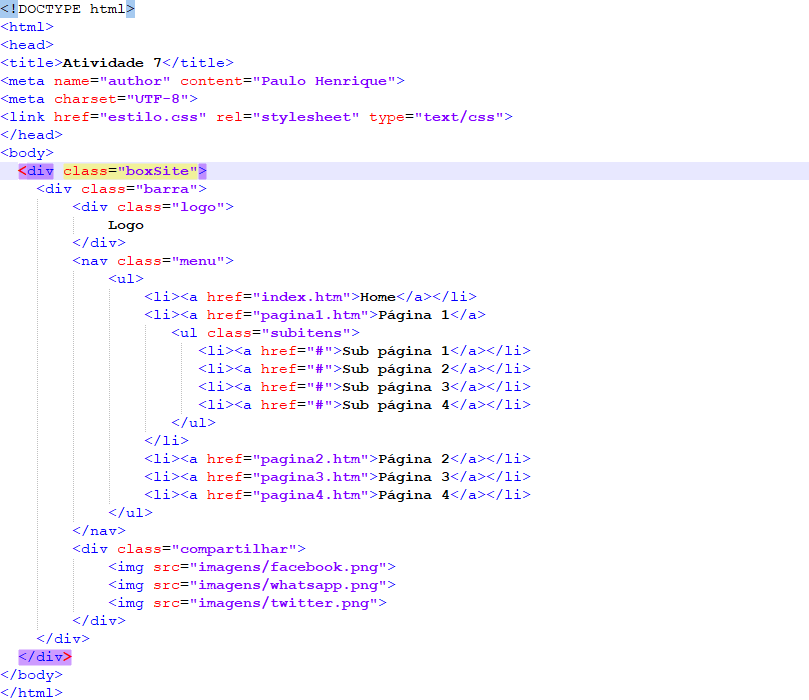 <!DOCTYPE html>
<html>
<head>
<title>Atividade 7</title>
<meta name="author" content="Paulo Henrique">
<meta charset="UTF-8">
<link href="estilo.css" rel="stylesheet" type="text/css">
</head>
<body>
<div class="boxSite">
<div class="barra">
<div class="logo">
Logo
</div>
<nav class="menu">
<ul>
<li><a href="index.htm">Home</a></li>
<li><a href="pagina1.htm">Página 1</a>
<ul class="subitens">
<li><a href="#">Sub página 1</a></li>
<li><a href="#">Sub página 2</a></li>
<li><a href="#">Sub página 3</a></li>
<li><a href="#">Sub página 4</a></li>
</ul>
</li>
<li><a href="pagina2.htm">Página 2</a></li>
<li><a href="pagina3.htm">Página 3</a></li>
<li><a href="pagina4.htm">Página 4</a></li>
</ul>
</nav>
<div class="compartilhar">
<img src="imagens/facebook.png">
<img src="imagens/whatsapp.png">
<img src="imagens/twitter.png">
</div>
</div>
</div>
</body>
</html>